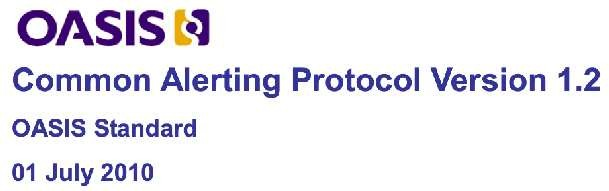 OASIS
Common Alerting Protocol Version 1.2
OASIS Standard
01 July 2010